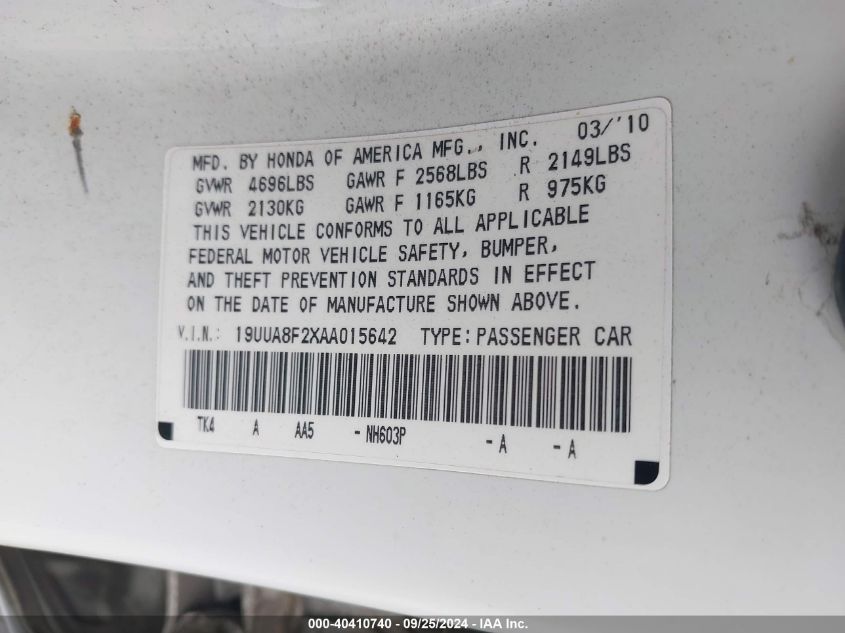 MFD. BY HONDA OF AMERICA MFG., INC. 03/'10
GVWR 4696LBS GAWR F 2568LBS R 2149LBS
GVWR 2130KG GAWR F 1165KG R 975KG
THIS VEHICLE CONFORMS TO ALL APPLICABLE
FEDERAL MOTOR VEHICLE SAFETY, BUMPER,
AND THEFT PREVENTION STANDARDS IN EFFECT
ON THE DATE OF MANUFACTURE SHOWN ABOVE.
V.I.N.: 19UUA8F2XAA015642 TYPE:PASSENGER CAR
TK4 A AA5 -NH603P -A -A
000-40410740 - 09/25/2024 - IAA Inc.